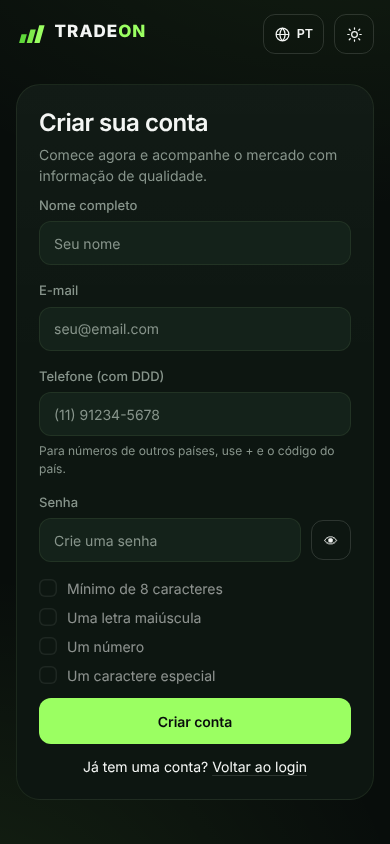 TRADEON
PT
Criar sua conta
Comece agora e acompanhe o mercado com
informação de qualidade.
Nome completo
Seu nome
E-mail
seu@email.com
Telefone (com DDD)
(11) 91234-5678
Para números de outros países, use + e o código do
país.
Senha
Crie uma senha
Mínimo de 8 caracteres
Uma letra maiúscula
Um número
Um caractere especial
Criar conta
Já tem uma conta? Voltar ao login